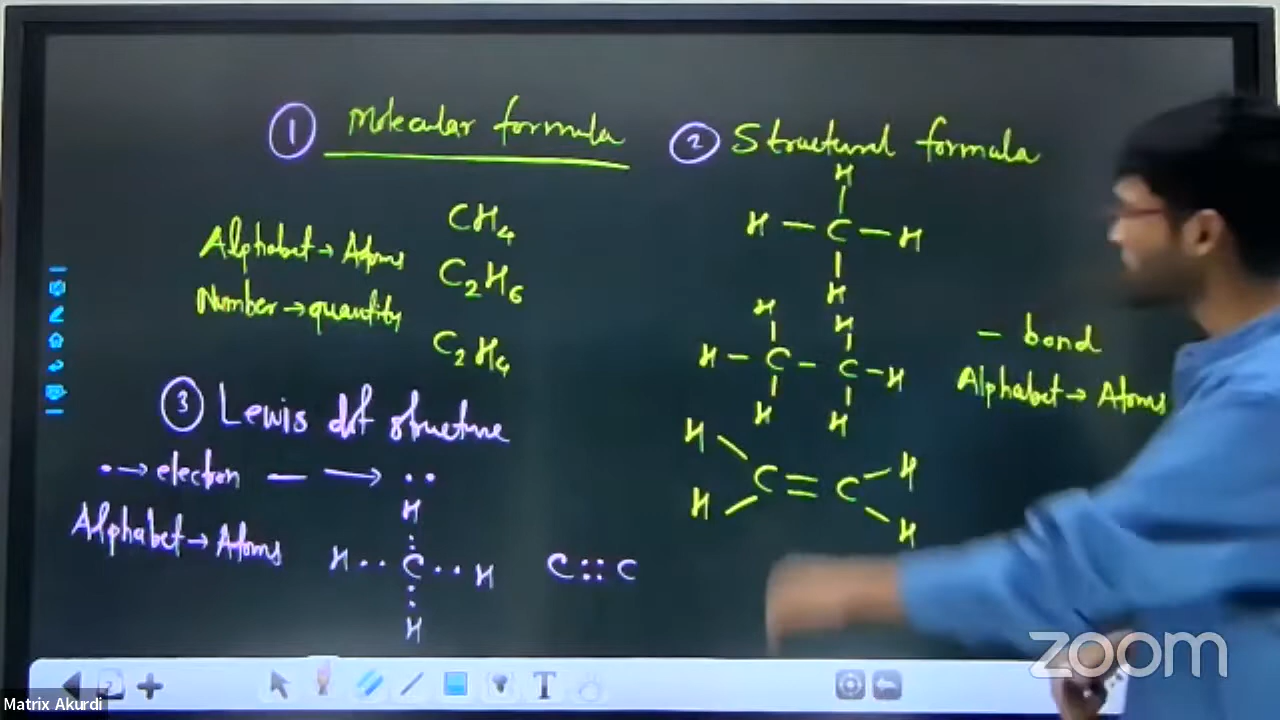 ① Molecular formula
CH₄
Alphabet → Atoms
C₂H₆
Number → quantity
C₂H₄
② Structural formula
H
H – C – H
H
H H
H – C – C – H
H H
H H
C = C
H H
– bond
Alphabet → Atoms
③ Lewis dot structure
• → electron — → ••
Alphabet → Atoms
H
:
H •• C •• H
:
H
C :: C
zoom
2
T
Matrix Akurdi